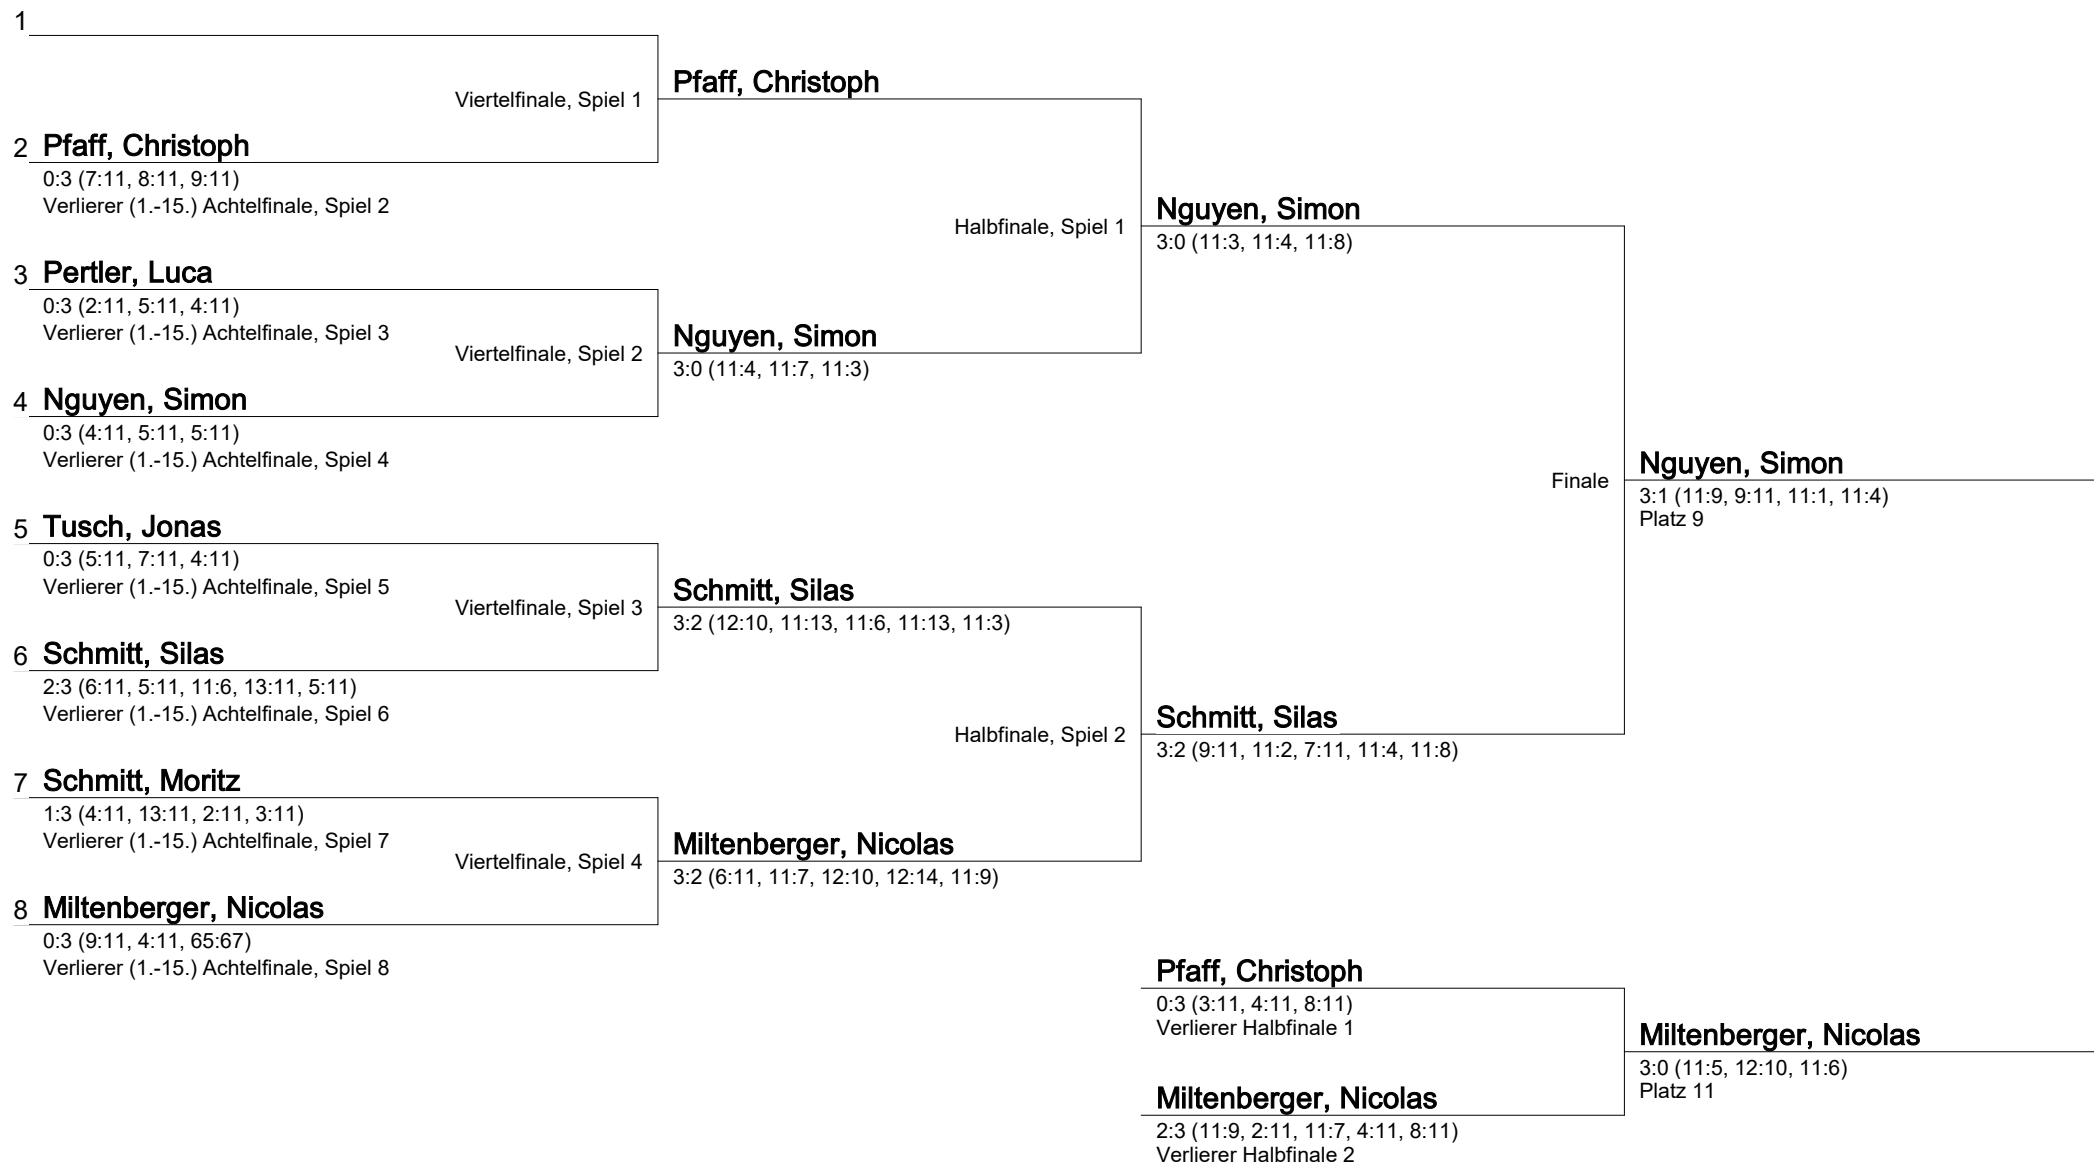 1
Viertelfinale, Spiel 1
Pfaff, Christoph
2 Pfaff, Christoph
0:3 (7:11, 8:11, 9:11)
Verlierer (1.-15.) Achtelfinale, Spiel 2
Halbfinale, Spiel 1
Nguyen, Simon
3:0 (11:3, 11:4, 11:8)
3 Pertler, Luca
0:3 (2:11, 5:11, 4:11)
Verlierer (1.-15.) Achtelfinale, Spiel 3
Viertelfinale, Spiel 2
Nguyen, Simon
3:0 (11:4, 11:7, 11:3)
4 Nguyen, Simon
0:3 (4:11, 5:11, 5:11)
Verlierer (1.-15.) Achtelfinale, Spiel 4
Finale
Nguyen, Simon
3:1 (11:9, 9:11, 11:1, 11:4)
Platz 9
5 Tusch, Jonas
0:3 (5:11, 7:11, 4:11)
Verlierer (1.-15.) Achtelfinale, Spiel 5
Viertelfinale, Spiel 3
Schmitt, Silas
3:2 (12:10, 11:13, 11:6, 11:13, 11:3)
6 Schmitt, Silas
2:3 (6:11, 5:11, 11:6, 13:11, 5:11)
Verlierer (1.-15.) Achtelfinale, Spiel 6
Halbfinale, Spiel 2
Schmitt, Silas
3:2 (9:11, 11:2, 7:11, 11:4, 11:8)
7 Schmitt, Moritz
1:3 (4:11, 13:11, 2:11, 3:11)
Verlierer (1.-15.) Achtelfinale, Spiel 7
Viertelfinale, Spiel 4
Miltenberger, Nicolas
3:2 (6:11, 11:7, 12:10, 12:14, 11:9)
8 Miltenberger, Nicolas
0:3 (9:11, 4:11, 65:67)
Verlierer (1.-15.) Achtelfinale, Spiel 8
Pfaff, Christoph
0:3 (3:11, 4:11, 8:11)
Verlierer Halbfinale 1
Miltenberger, Nicolas
3:0 (11:5, 12:10, 11:6)
Platz 11
Miltenberger, Nicolas
2:3 (11:9, 2:11, 11:7, 4:11, 8:11)
Verlierer Halbfinale 2